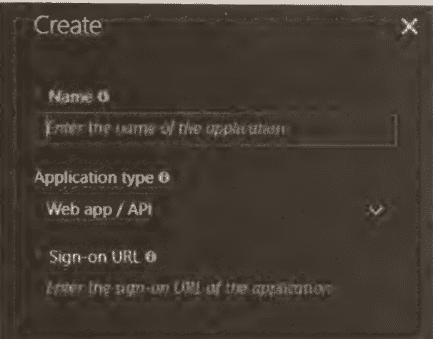 Create
Name
Enter the name of the application
Application type
Web app / API
Sign-on URL
Enter the sign-on URL of the application